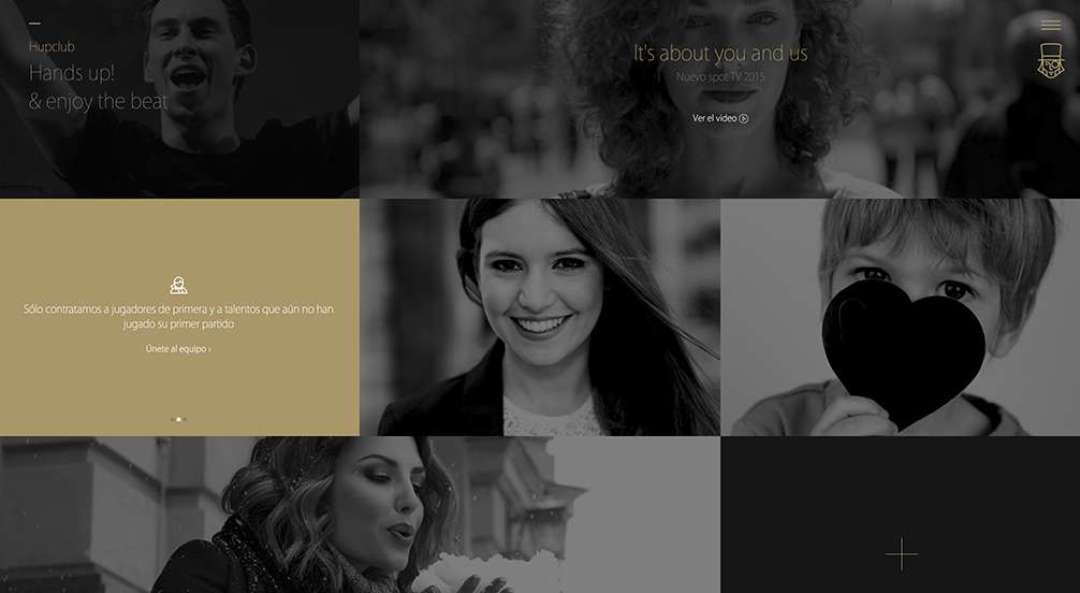 Hupclub
Hands up!
& enjoy the beat
It's about you and us
Nuevo spot TV 2015
Ver el video
Sólo contratamos a jugadores de primera y a talentos que aún no han
jugado su primer partido
Únete al equipo ›